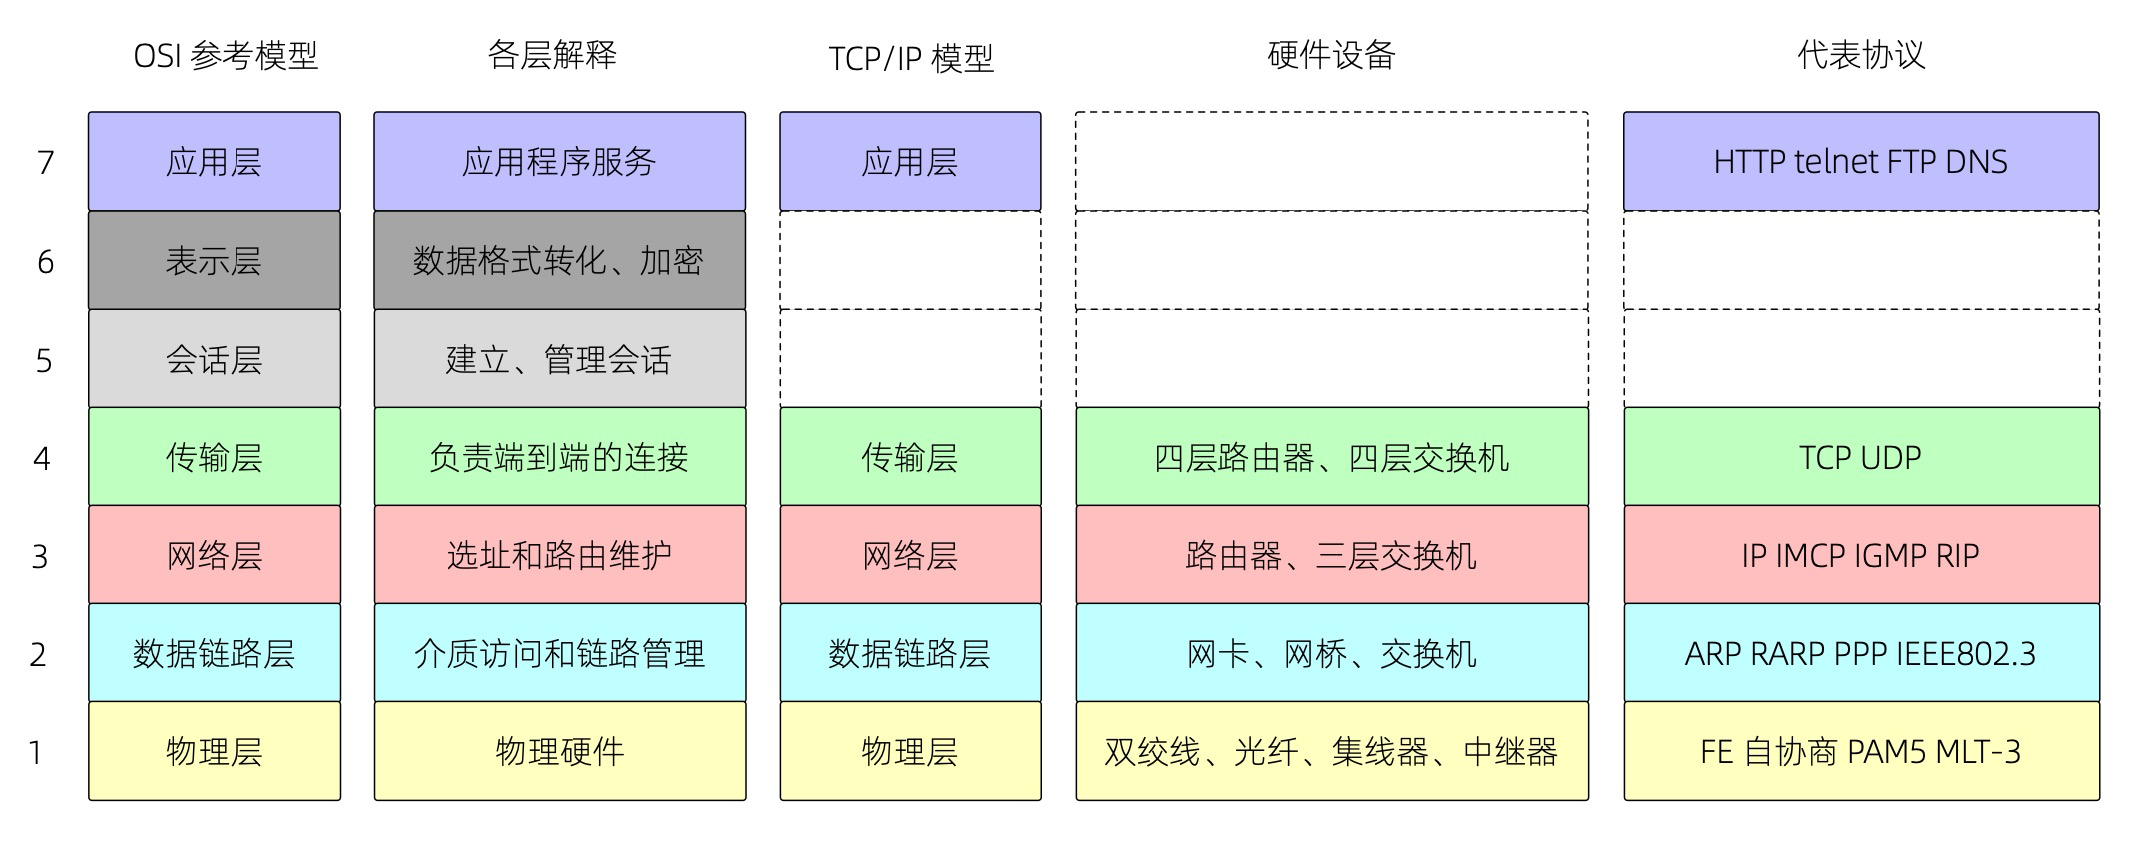 OSI 参考模型 各层解释 TCP/IP 模型 硬件设备 代表协议
7 应用层 应用程序服务 应用层 HTTP telnet FTP DNS
6 表示层 数据格式转化、加密
5 会话层 建立、管理会话
4 传输层 负责端到端的连接 传输层 四层路由器、四层交换机 TCP UDP
3 网络层 选址和路由维护 网络层 路由器、三层交换机 IP IMCP IGMP RIP
2 数据链路层 介质访问和链路管理 数据链路层 网卡、网桥、交换机 ARP RARP PPP IEEE802.3
1 物理层 物理硬件 物理层 双绞线、光纤、集线器、中继器 FE 自协商 PAM5 MLT-3